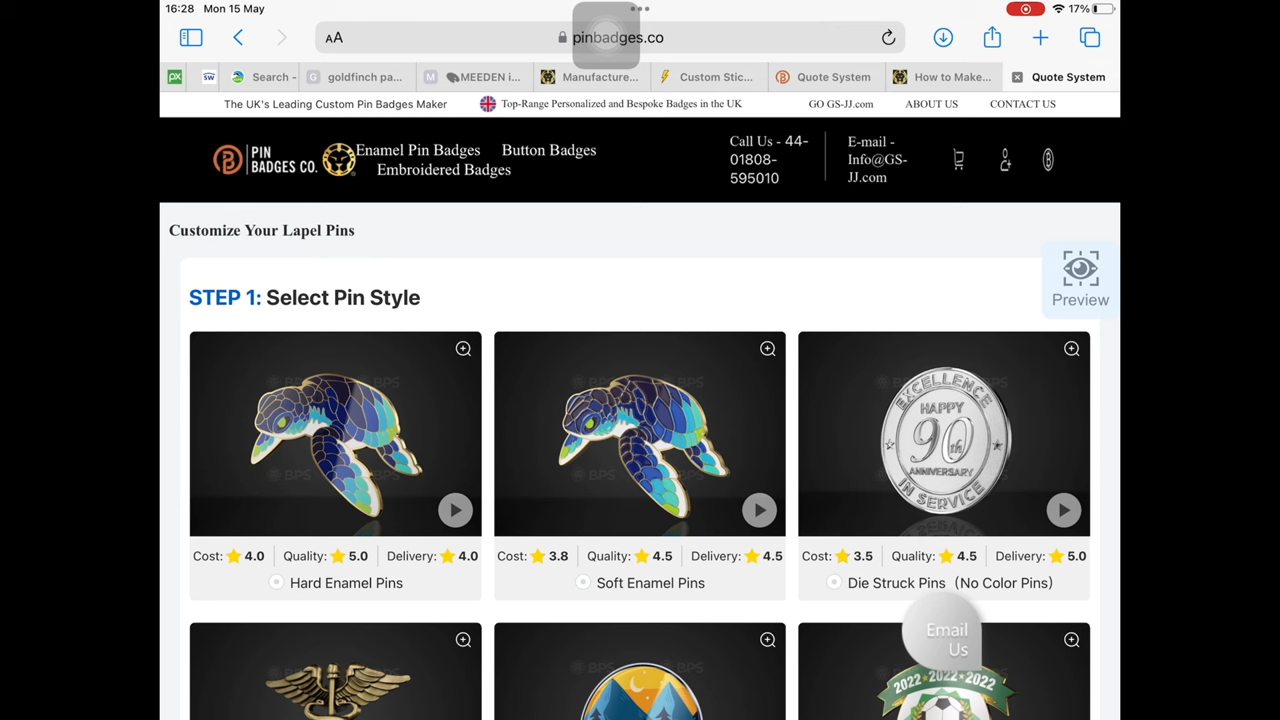 16:28 Mon 15 May
17%
AA
pinbadges.co
px
SW
Search -
G goldfinch pa...
M MEEDEN i...
Manufacture...
Custom Stic...
Quote System
How to Make...
Quote System
The UK's Leading Custom Pin Badges Maker
Top-Range Personalized and Bespoke Badges in the UK
GO GS-JJ.com
ABOUT US
CONTACT US
PIN
BADGES CO.
Enamel Pin Badges
Button Badges
Embroidered Badges
Call Us - 44-
01808-
595010
E-mail -
Info@GS-
JJ.com
Customize Your Lapel Pins
Preview
STEP 1: Select Pin Style
EXCELLENCE
HAPPY
90th
ANNIVERSARY
IN SERVICE
BPS
BPS
BPS
BPS
Cost: 4.0 Quality: 5.0 Delivery: 4.0
Hard Enamel Pins
Cost: 3.8 Quality: 4.5 Delivery: 4.5
Soft Enamel Pins
Cost: 3.5 Quality: 4.5 Delivery: 5.0
Die Struck Pins (No Color Pins)
Email
Us
2022 2022 2022